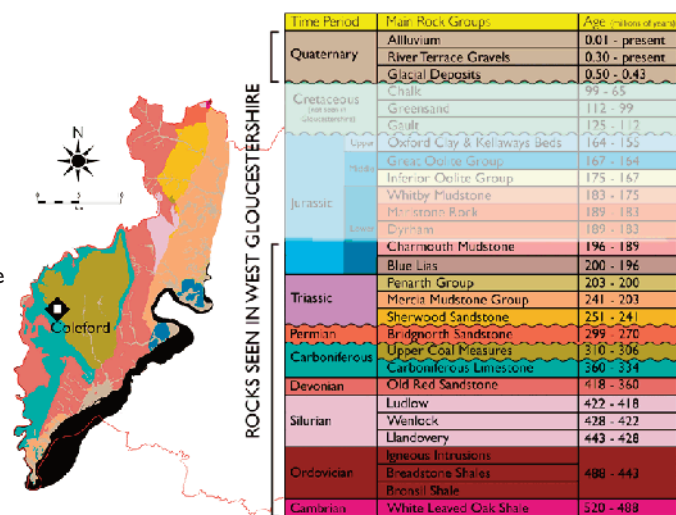 Time Period Main Rock Groups Age (millions of years)
Quaternary
Allluvium 0.01 - present
River Terrace Gravels 0.30 - present
Glacial Deposits 0.50 - 0.43
Cretaceous
(not seen in
Gloucestershire)
Chalk 99 - 65
Greensand 112 - 99
Gault 125 - 112
Jurassic
Upper Oxford Clay & Kellaways Beds 164 - 155
Middle Great Oolite Group 167 - 164
Inferior Oolite Group 175 - 167
Whitby Mudstone 183 - 175
Marlstone Rock 189 - 183
Lower Dyrham 189 - 183
Charmouth Mudstone 196 - 189
Blue Lias 200 - 196
Triassic
Penarth Group 203 - 200
Mercia Mudstone Group 241 - 203
Sherwood Sandstone 251 - 241
Permian Bridgnorth Sandstone 299 - 270
Carboniferous
Upper Coal Measures 310 - 306
Carboniferous Limestone 360 - 334
Devonian Old Red Sandstone 418 - 360
Silurian
Ludlow 422 - 418
Wenlock 428 - 422
Llandovery 443 - 428
Ordovician
Igneous Intrusions
Breadstone Shales 488 - 443
Bronsil Shale
Cambrian White Leaved Oak Shale 520 - 488
ROCKS SEEN IN WEST GLOUCESTERSHIRE
N
e
Coleford